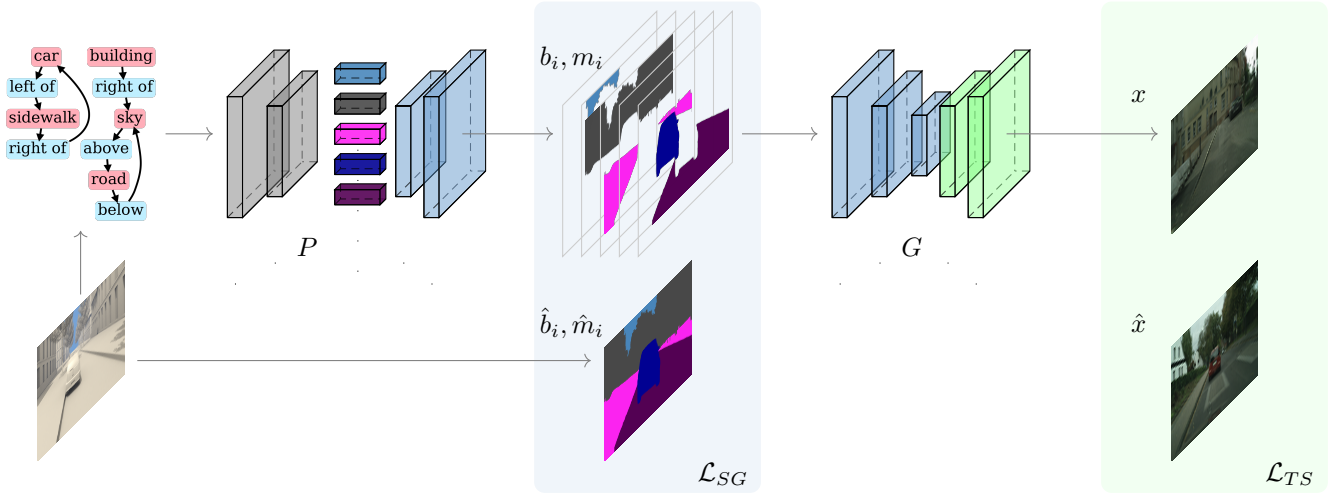 car
left of
sidewalk
right of
building
right of
sky
above
road
below
P
b_i, m_i
G
x
\hat{b}_i, \hat{m}_i
\hat{x}
\mathcal{L}_{SG}
\mathcal{L}_{TS}